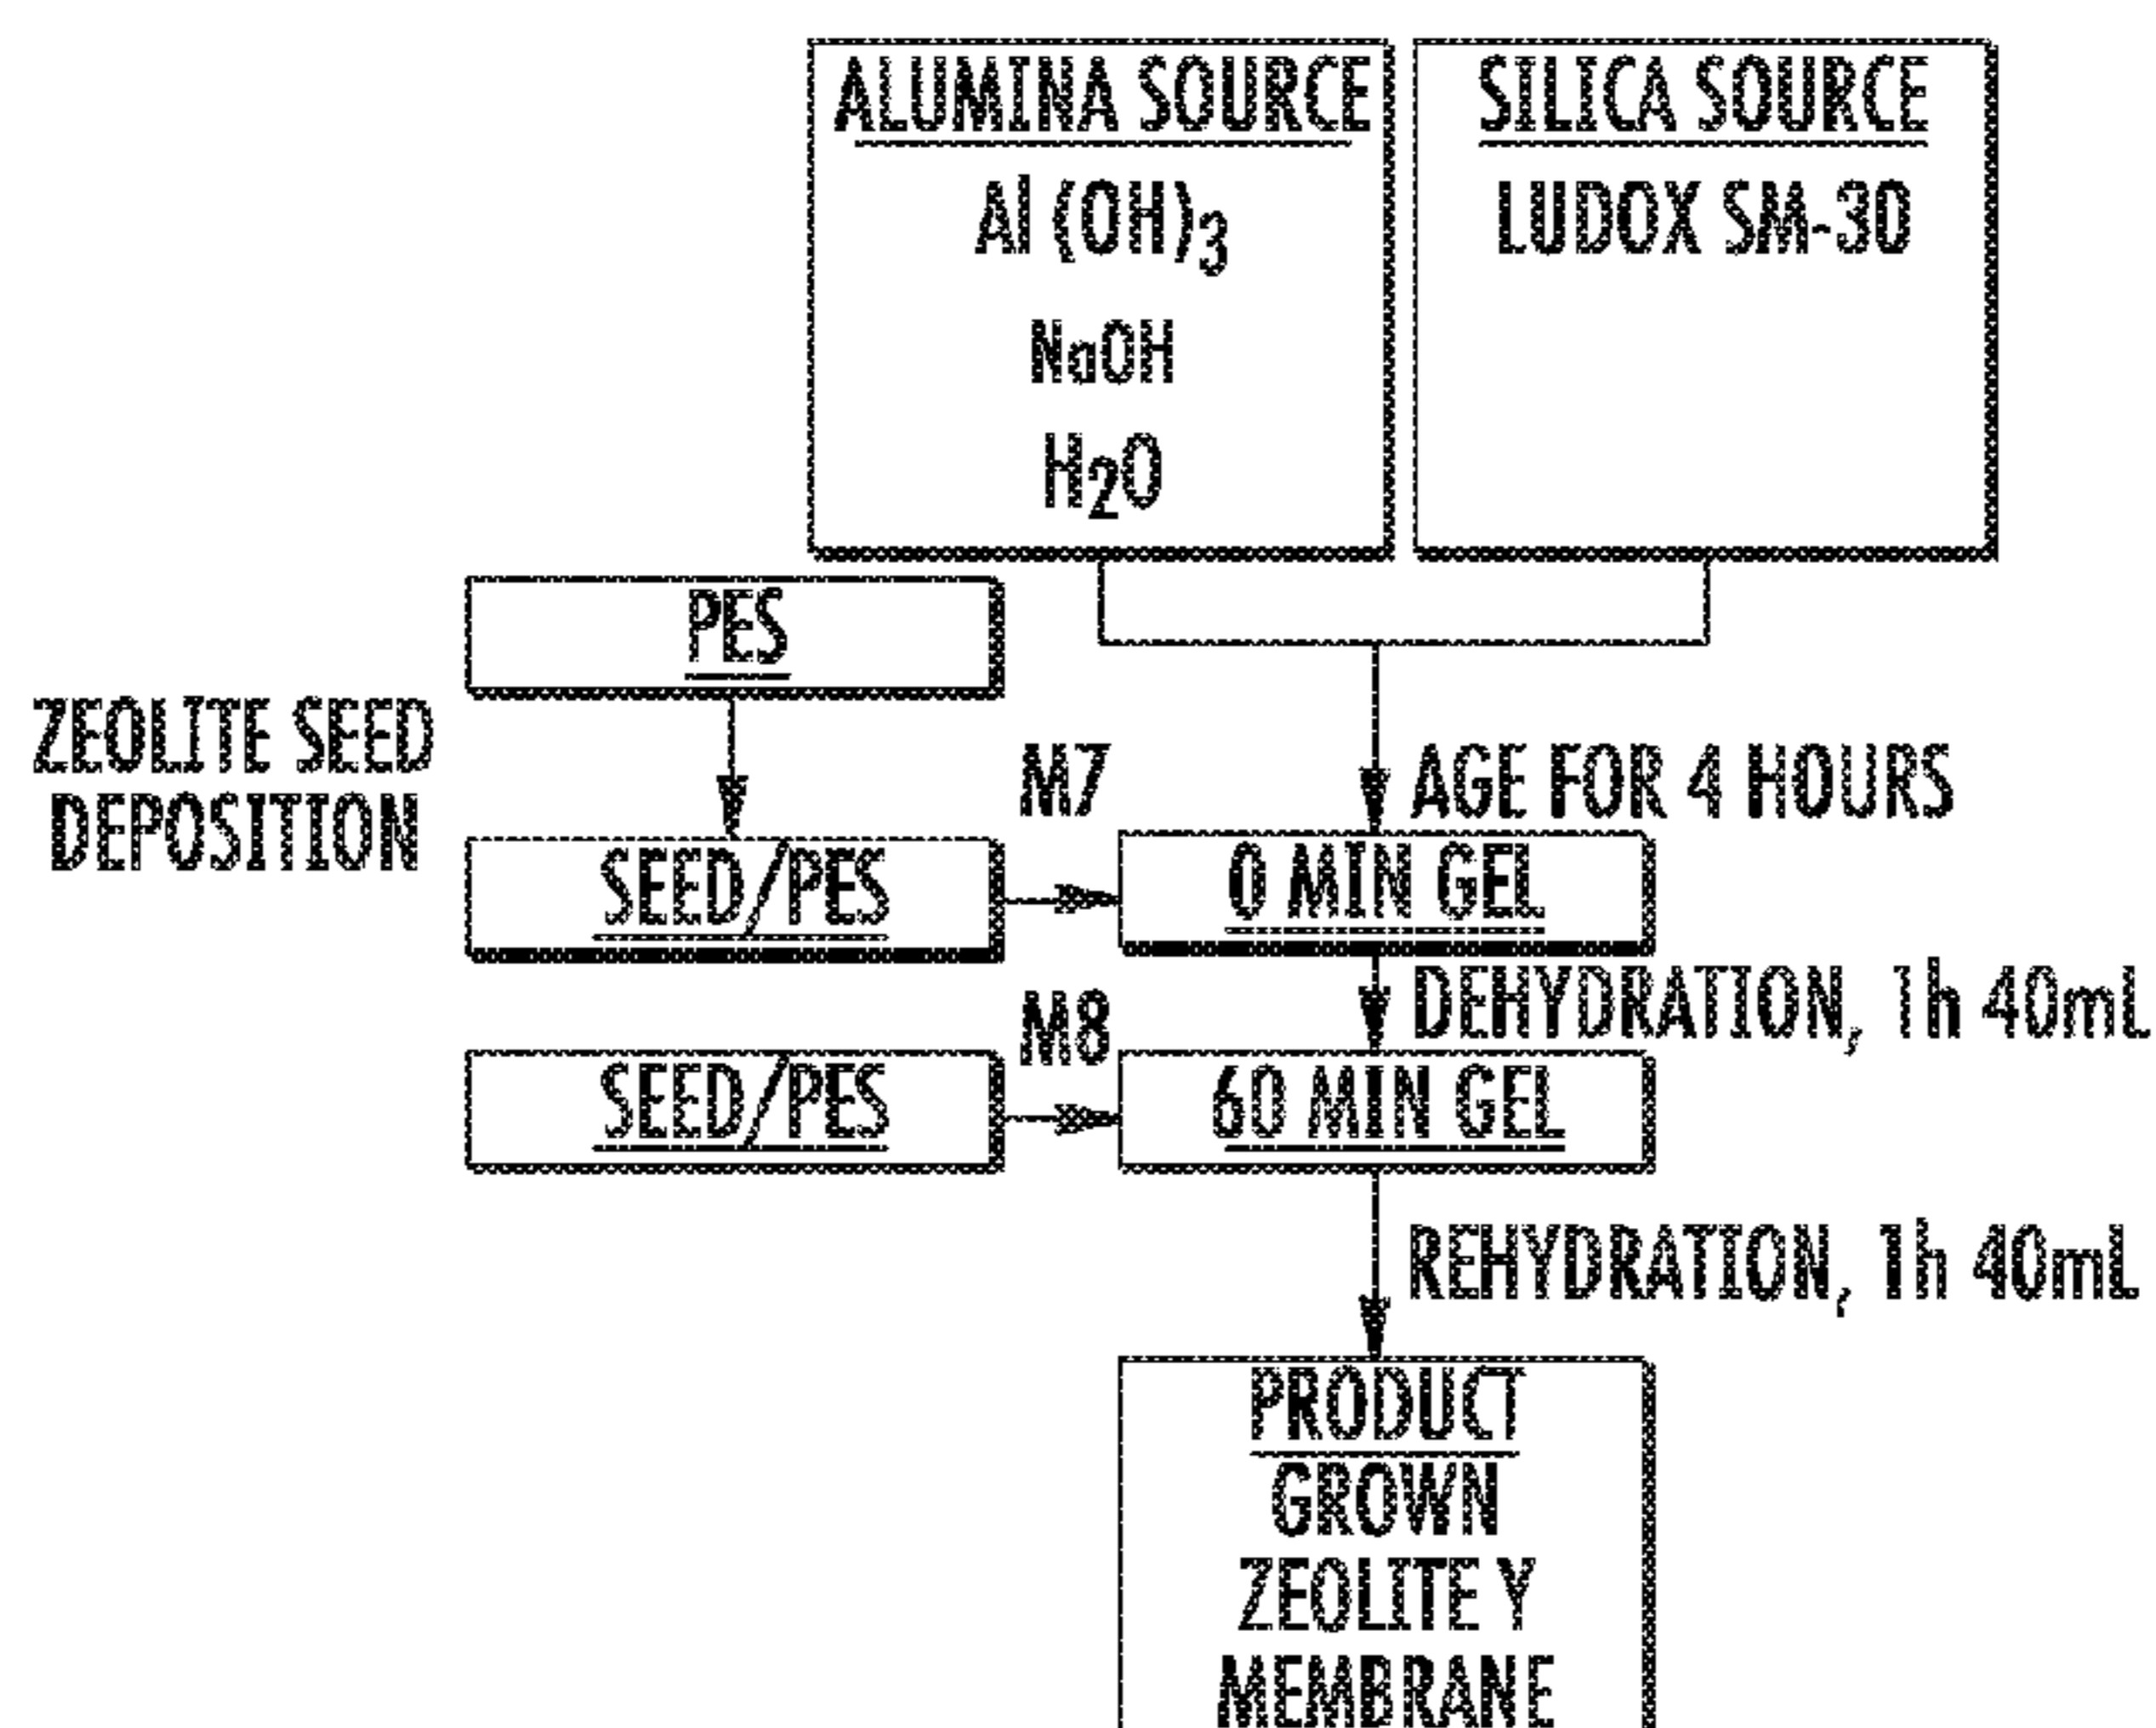 ALUMINA SOURCE
Al (OH)3
NaOH
H2O
SILICA SOURCE
LUDOX SM-30
PES
ZEOLITE SEED
DEPOSITION
M7
AGE FOR 4 HOURS
SEED/PES
0 MIN GEL
DEHYDRATION, 1h 40mL
M8
SEED/PES
60 MIN GEL
REHYDRATION, 1h 40mL
PRODUCT
GROWN
ZEOLITE Y
MEMBRANE